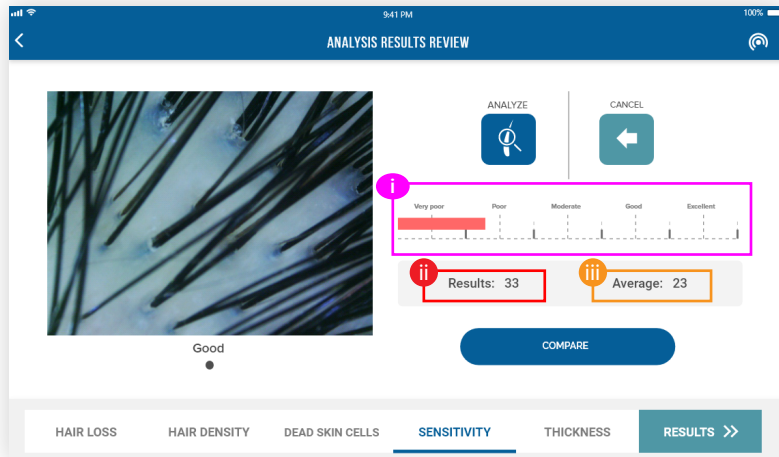 9:41 PM
100%
ANALYSIS RESULTS REVIEW
ANALYZE
CANCEL
i
Very poor Poor Moderate Good Excellent
ii
iii
Results: 33
Average: 23
Good
COMPARE
HAIR LOSS
HAIR DENSITY
DEAD SKIN CELLS
SENSITIVITY
THICKNESS
RESULTS